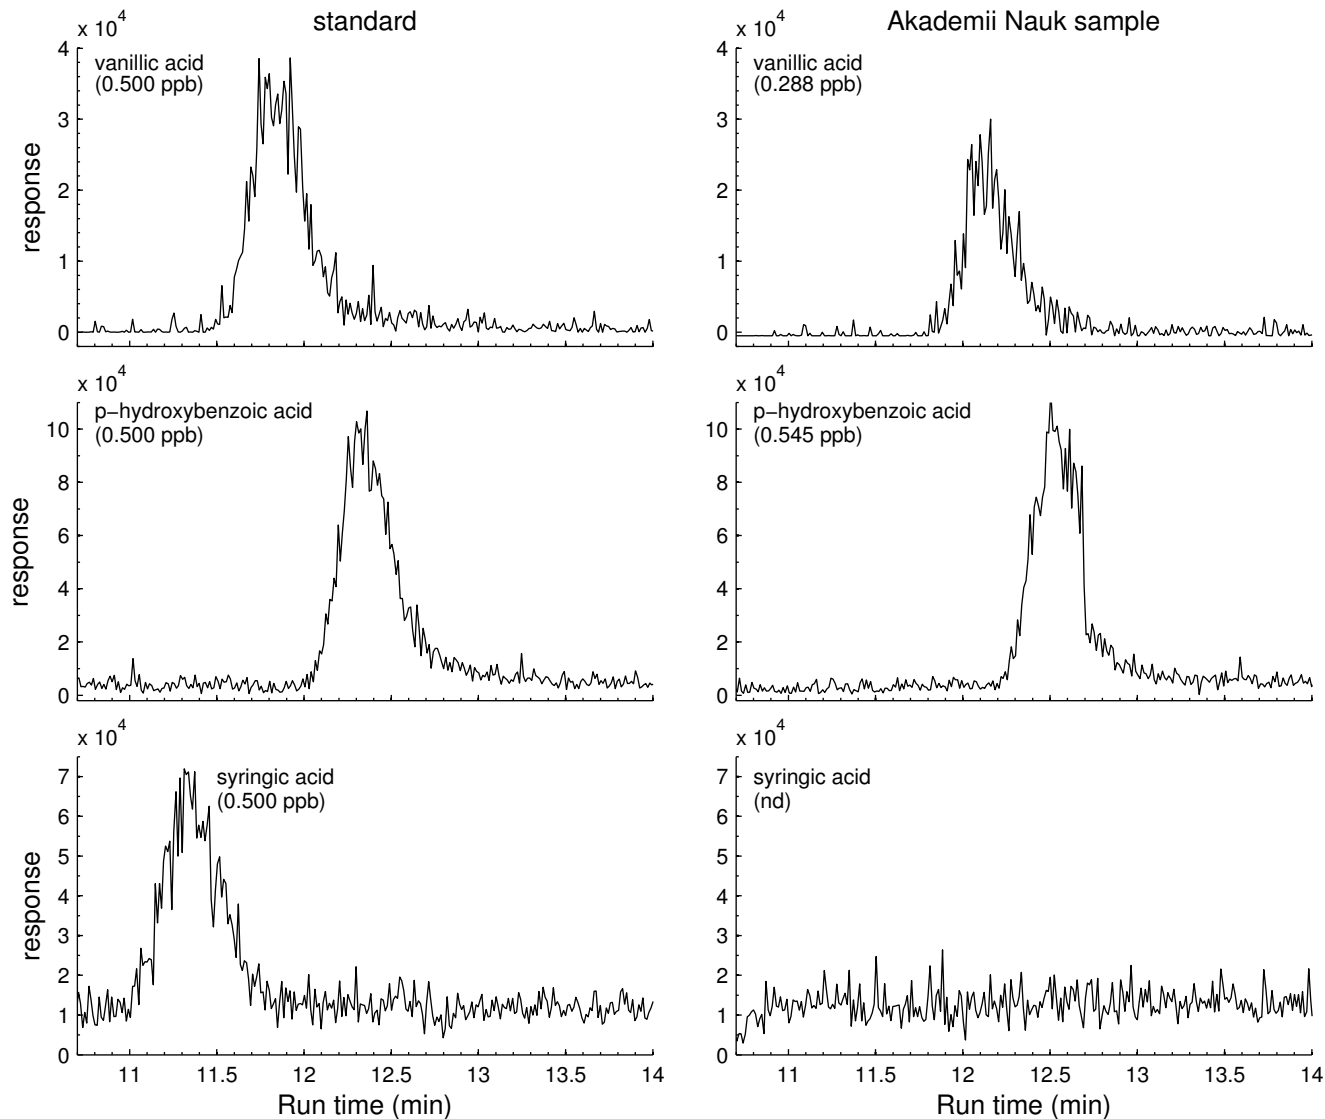 standard
x 10^4
vanillic acid
(0.500 ppb)
response
4
3
2
1
0
Akademii Nauk sample
x 10^4
vanillic acid
(0.288 ppb)
4
3
2
1
0
x 10^4
p−hydroxybenzoic acid
(0.500 ppb)
response
10
8
6
4
2
0
x 10^4
p−hydroxybenzoic acid
(0.545 ppb)
10
8
6
4
2
0
x 10^4
syringic acid
(0.500 ppb)
response
7
6
5
4
3
2
1
0
11 11.5 12 12.5 13 13.5 14
Run time (min)
x 10^4
syringic acid
(nd)
7
6
5
4
3
2
1
0
11 11.5 12 12.5 13 13.5 14
Run time (min)